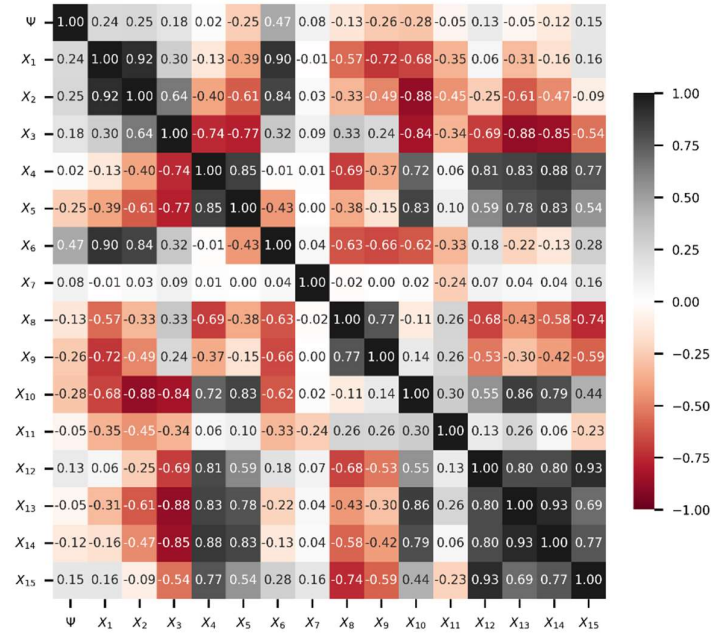 Ψ 1.00 0.24 0.25 0.18 0.02 -0.25 0.47 0.08 -0.13 -0.26 -0.28 -0.05 0.13 -0.05 -0.12 0.15
X1 0.24 1.00 0.92 0.30 -0.13 -0.39 0.90 -0.01 -0.57 -0.72 -0.68 -0.35 0.06 -0.31 -0.16 0.16
X2 0.25 0.92 1.00 0.64 -0.40 -0.61 0.84 0.03 -0.33 -0.49 -0.88 -0.45 -0.25 -0.61 -0.47 -0.09
X3 0.18 0.30 0.64 1.00 -0.74 -0.77 0.32 0.09 0.33 0.24 -0.84 -0.34 -0.69 -0.88 -0.85 -0.54
X4 0.02 -0.13 -0.40 -0.74 1.00 0.85 -0.01 0.01 -0.69 -0.37 0.72 0.06 0.81 0.83 0.88 0.77
X5 -0.25 -0.39 -0.61 -0.77 0.85 1.00 -0.43 0.00 -0.38 -0.15 0.83 0.10 0.59 0.78 0.83 0.54
X6 0.47 0.90 0.84 0.32 -0.01 -0.43 1.00 0.04 -0.63 -0.66 -0.62 -0.33 0.18 -0.22 -0.13 0.28
X7 0.08 -0.01 0.03 0.09 0.01 0.00 0.04 1.00 -0.02 0.00 0.02 -0.24 0.07 0.04 0.04 0.16
X8 -0.13 -0.57 -0.33 0.33 -0.69 -0.38 -0.63 -0.02 1.00 0.77 -0.11 0.26 -0.68 -0.43 -0.58 -0.74
X9 -0.26 -0.72 -0.49 0.24 -0.37 -0.15 -0.66 0.00 0.77 1.00 0.14 0.26 -0.53 -0.30 -0.42 -0.59
X10 -0.28 -0.68 -0.88 -0.84 0.72 0.83 -0.62 0.02 -0.11 0.14 1.00 0.30 0.55 0.86 0.79 0.44
X11 -0.05 -0.35 -0.45 -0.34 0.06 0.10 -0.33 -0.24 0.26 0.26 0.30 1.00 0.13 0.26 0.06 -0.23
X12 0.13 0.06 -0.25 -0.69 0.81 0.59 0.18 0.07 -0.68 -0.53 0.55 0.13 1.00 0.80 0.80 0.93
X13 -0.05 -0.31 -0.61 -0.88 0.83 0.78 -0.22 0.04 -0.43 -0.30 0.86 0.26 0.80 1.00 0.93 0.69
X14 -0.12 -0.16 -0.47 -0.85 0.88 0.83 -0.13 0.04 -0.58 -0.42 0.79 0.06 0.80 0.93 1.00 0.77
X15 0.15 0.16 -0.09 -0.54 0.77 0.54 0.28 0.16 -0.74 -0.59 0.44 -0.23 0.93 0.69 0.77 1.00
Ψ X1 X2 X3 X4 X5 X6 X7 X8 X9 X10 X11 X12 X13 X14 X15
1.00
0.75
0.50
0.25
0.00
−0.25
−0.50
−0.75
−1.00